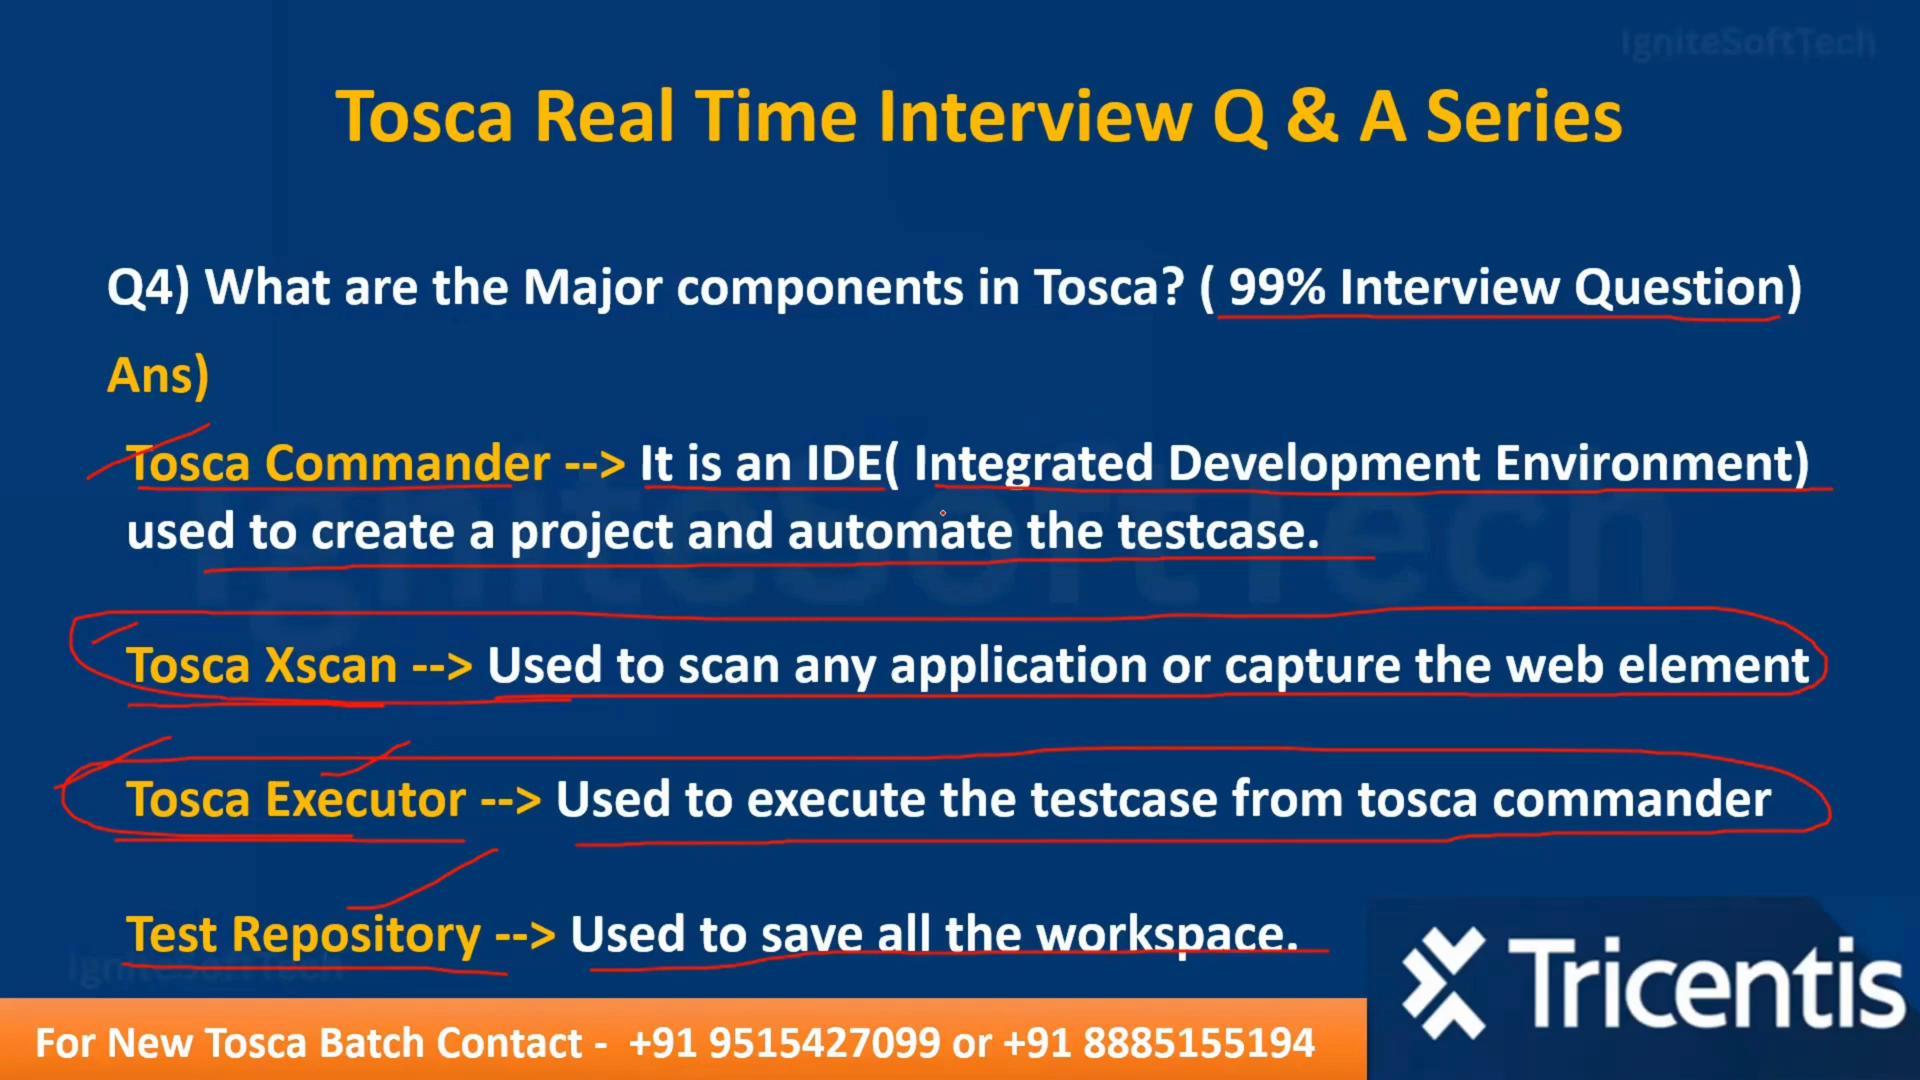 IgniteSoftTech
Tosca Real Time Interview Q & A Series
Q4) What are the Major components in Tosca? ( 99% Interview Question)
Ans)
Tosca Commander --> It is an IDE( Integrated Development Environment)
used to create a project and automate the testcase.
IgniteSoftTech
Tosca Xscan --> Used to scan any application or capture the web element
Tosca Executor --> Used to execute the testcase from tosca commander
Test Repository --> Used to save all the workspace.
IgniteSoftTech
Tricentis
For New Tosca Batch Contact - +91 9515427099 or +91 8885155194